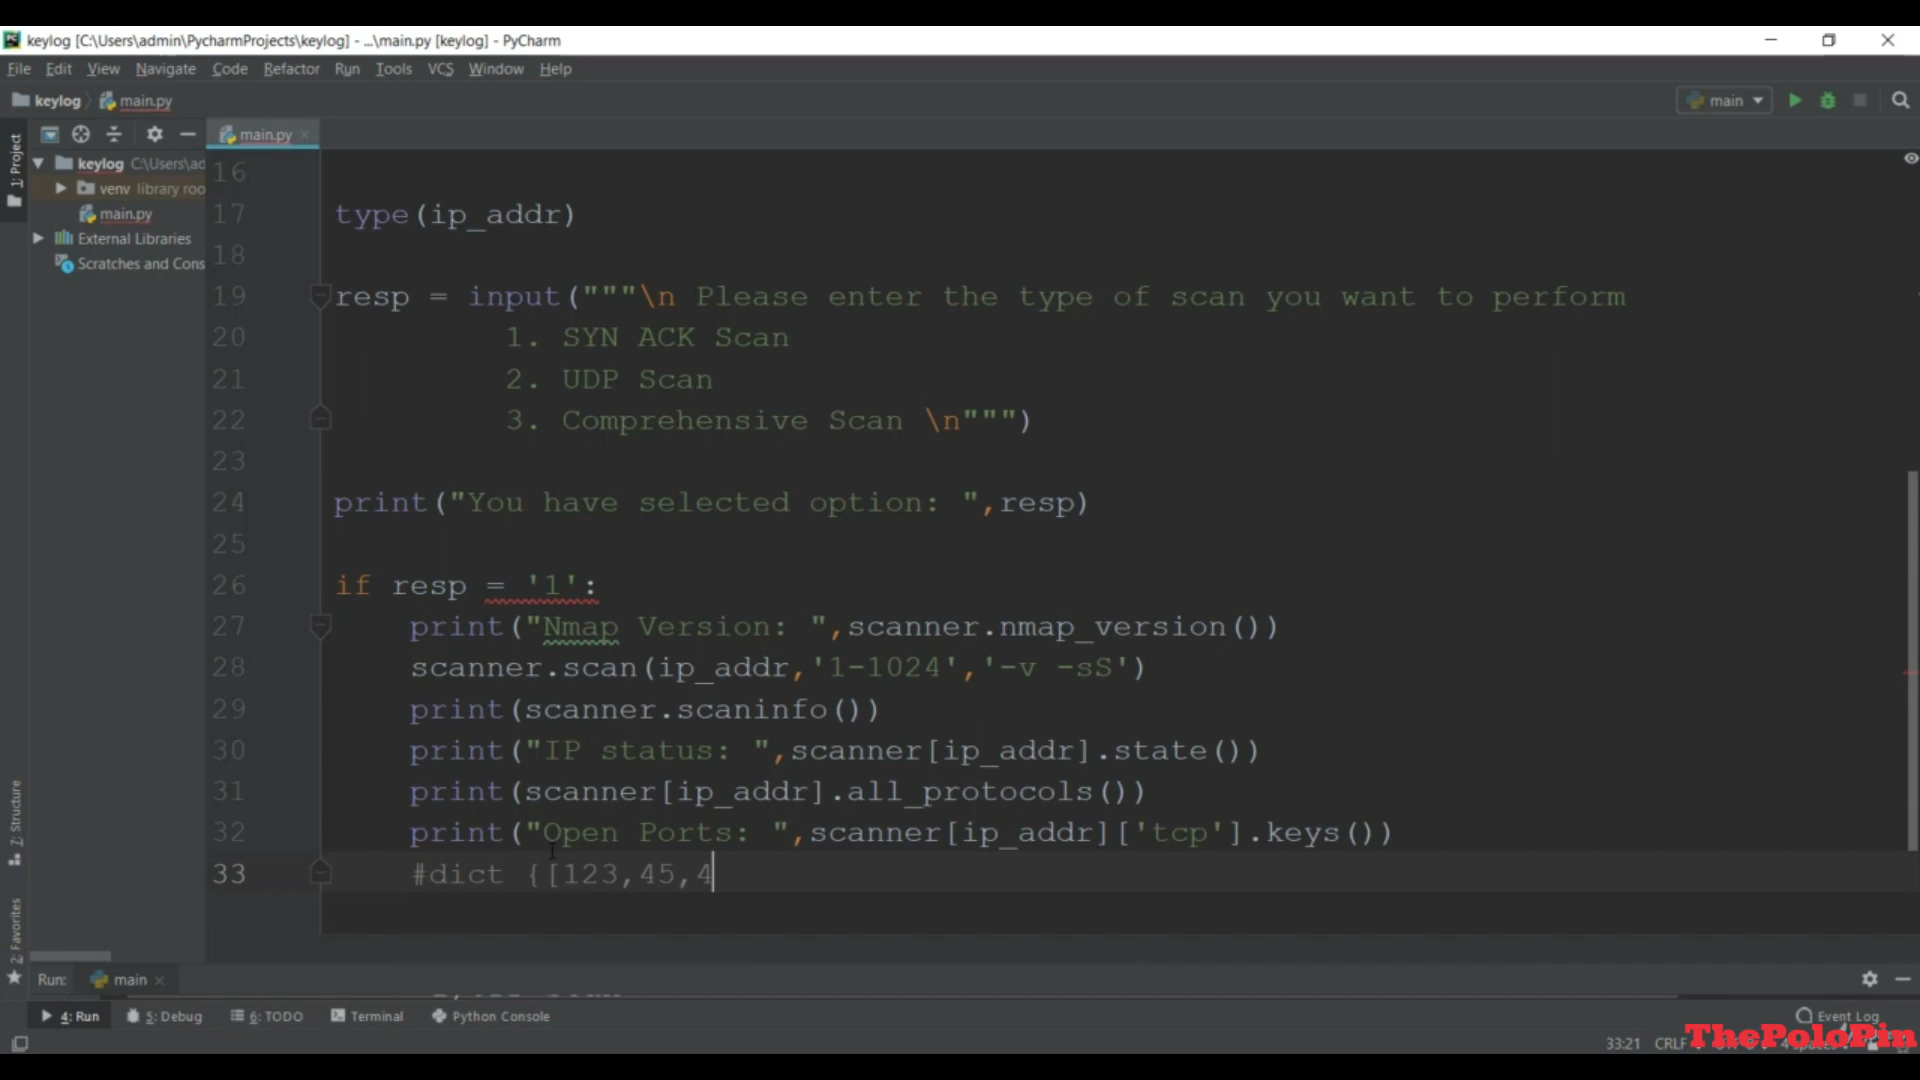 keylog [C:\Users\admin\PycharmProjects\keylog] - ...\main.py [keylog] - PyCharm
File Edit View Navigate Code Refactor Run Tools VCS Window Help
keylog main.py main
main.py
1: Project
keylog C:\Users\ad
venv library roo
main.py
External Libraries
Scratches and Cons
16
17 type(ip_addr)
18
19 resp = input("""\n Please enter the type of scan you want to perform
20 1. SYN ACK Scan
21 2. UDP Scan
22 3. Comprehensive Scan \n""")
23
24 print("You have selected option: ",resp)
25
26 if resp = '1':
27 print("Nmap Version: ",scanner.nmap_version())
28 scanner.scan(ip_addr,'1-1024','-v -sS')
29 print(scanner.scaninfo())
30 print("IP status: ",scanner[ip_addr].state())
31 print(scanner[ip_addr].all_protocols())
32 print("Open Ports: ",scanner[ip_addr]['tcp'].keys())
33 #dict {[123,45,4
Z: Structure
2: Favorites
Run: main
4: Run 5: Debug 6: TODO Terminal Python Console Event Log
33:21 CRLF
ThePoloPin